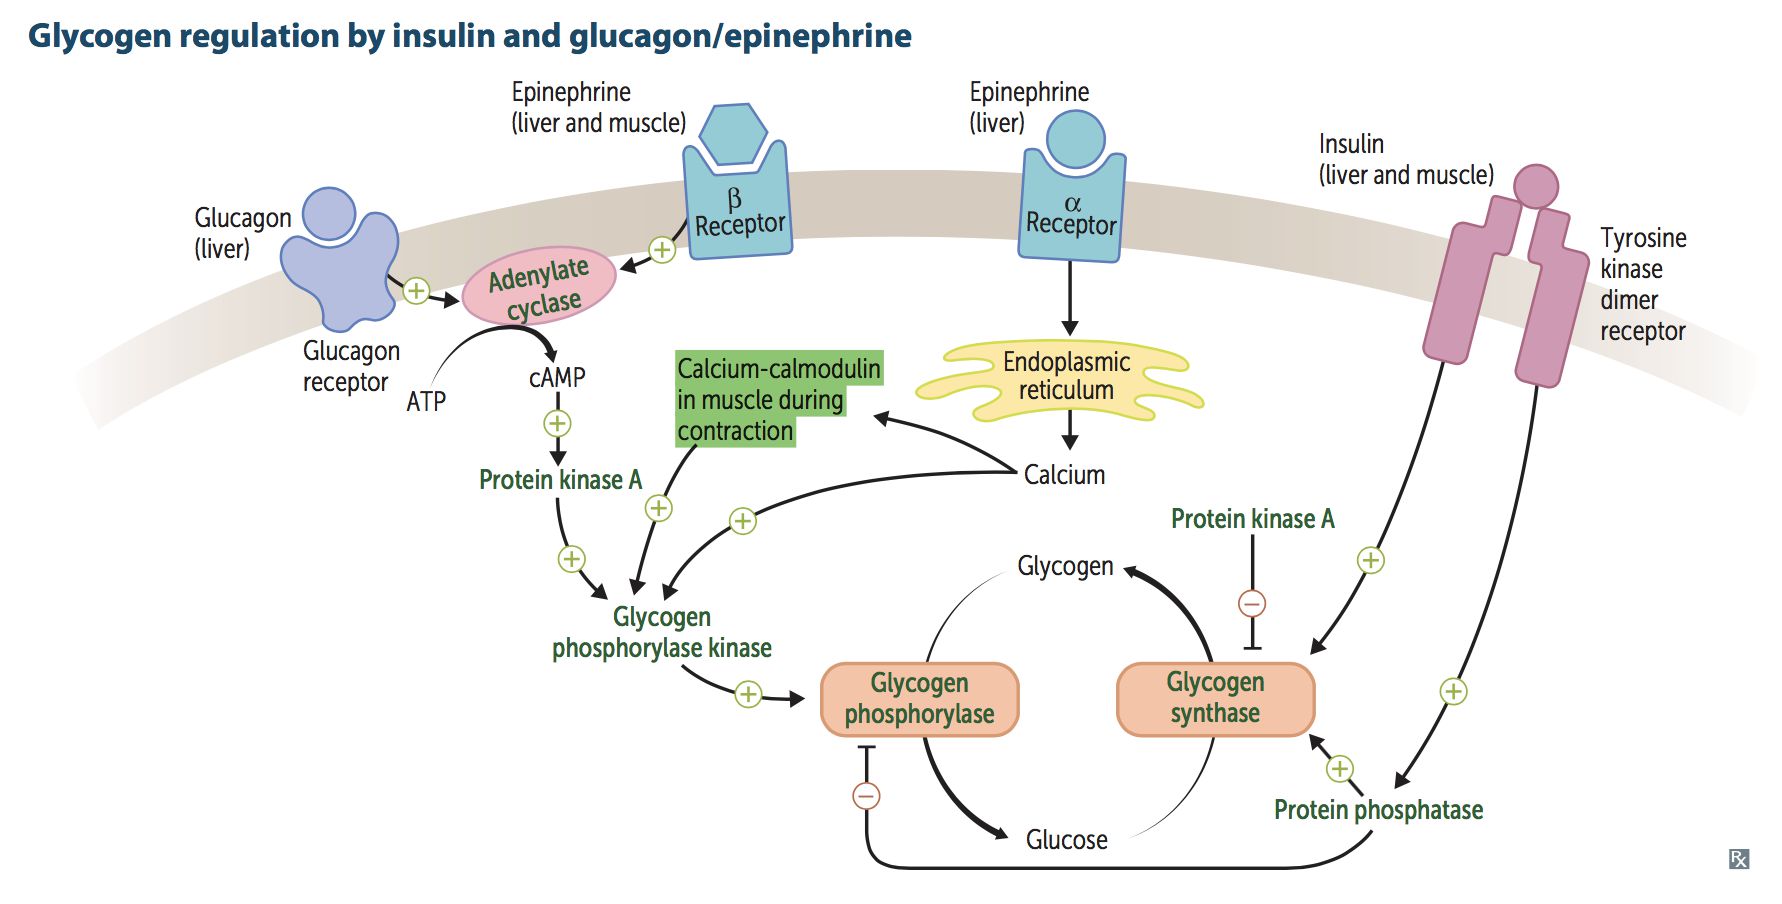 Glycogen regulation by insulin and glucagon/epinephrine
Epinephrine
(liver and muscle)
Epinephrine
(liver)
Insulin
(liver and muscle)
Glucagon
(liver)
β
Receptor
α
Receptor
Tyrosine
kinase
dimer
receptor
+
+
Adenylate
cyclase
Glucagon
receptor
ATP
cAMP
+
Calcium-calmodulin
in muscle during
contraction
Endoplasmic
reticulum
Protein kinase A
Calcium
+
+
+
Protein kinase A
−
+
Glycogen
Glycogen
phosphorylase kinase
+
Glycogen
phosphorylase
Glycogen
synthase
+
+
−
Protein phosphatase
Glucose
Rx